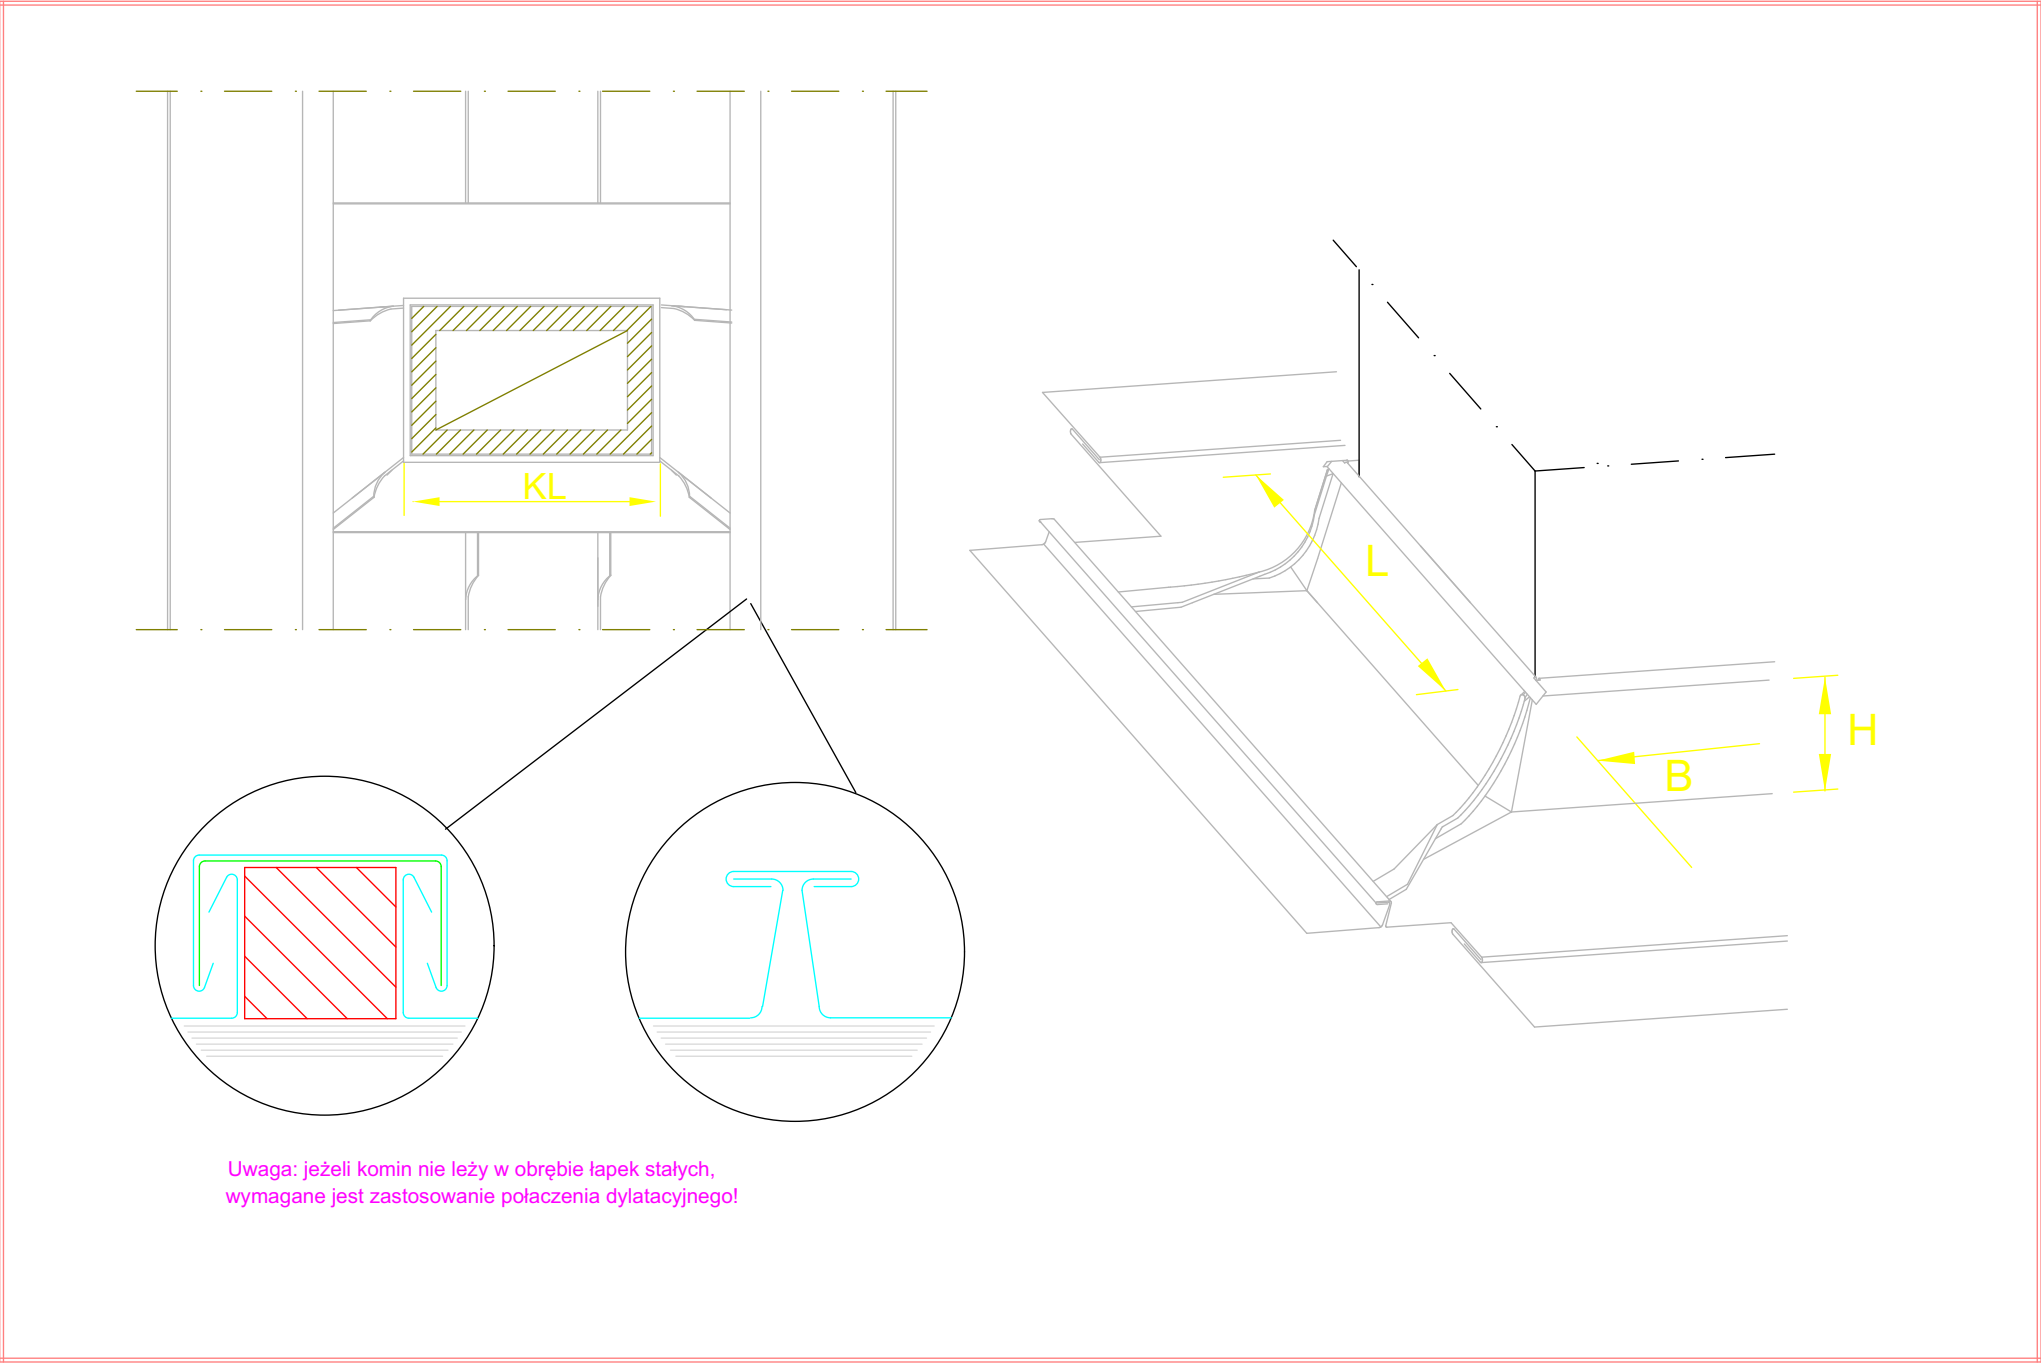 KL
L
H
B
Uwaga: jeżeli komin nie leży w obrębie łapek stałych,
wymagane jest zastosowanie połaczenia dylatacyjnego!